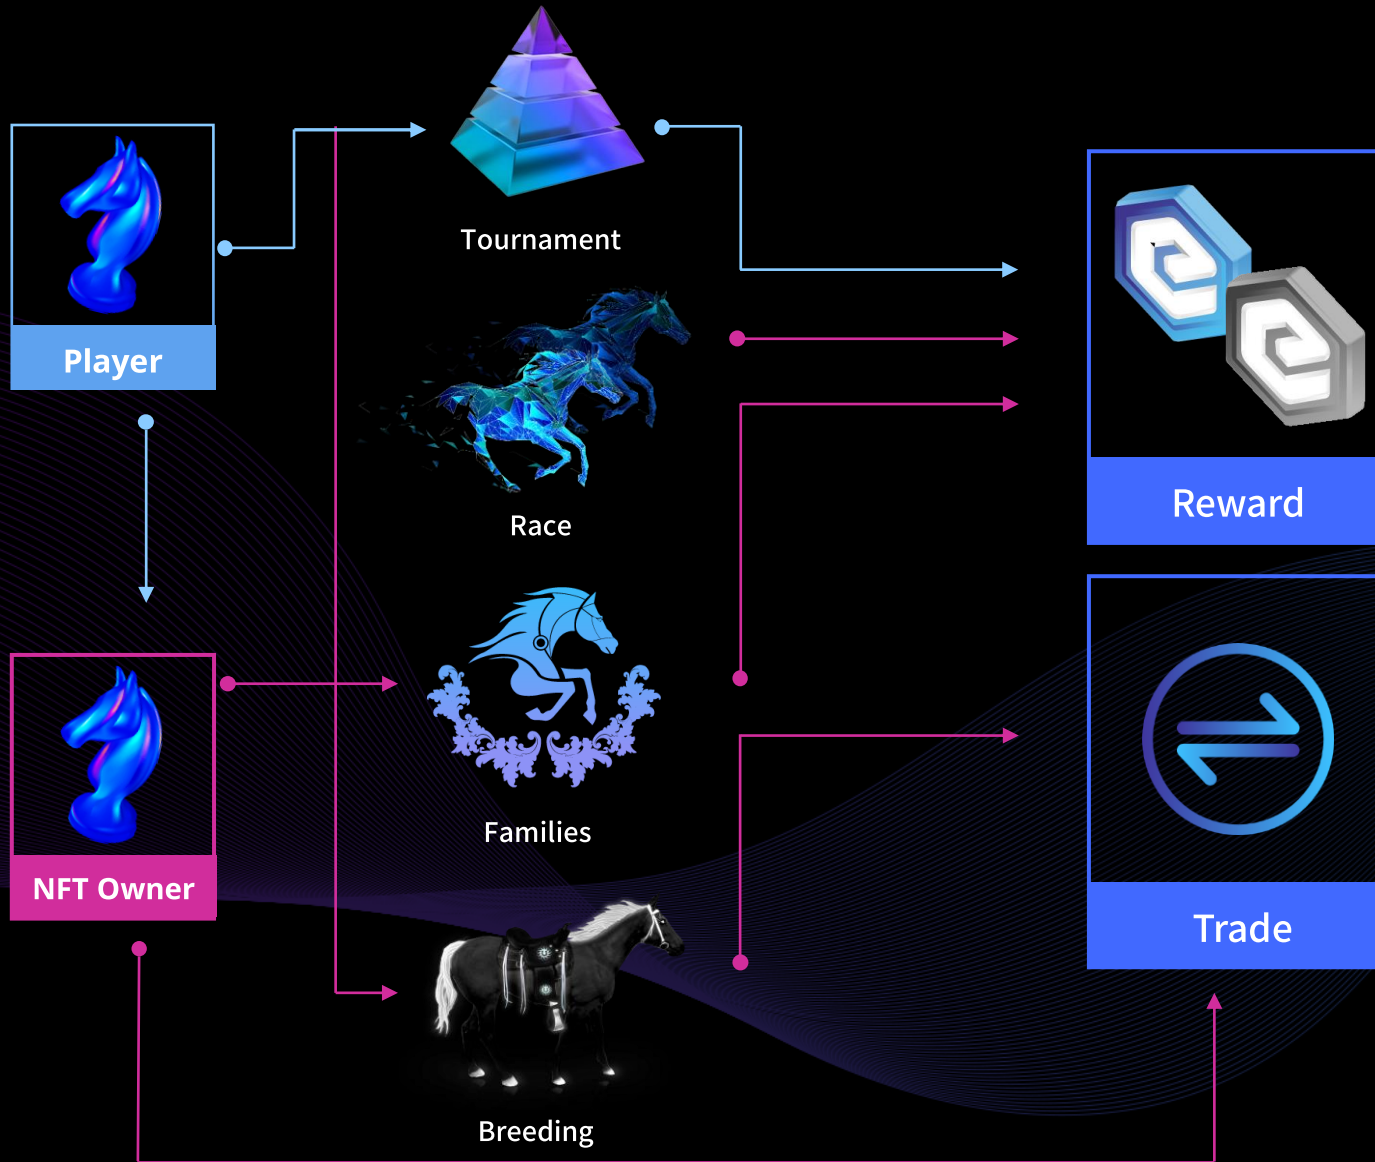 Tournament
Player
Race
Reward
Families
NFT Owner
Trade
Breeding